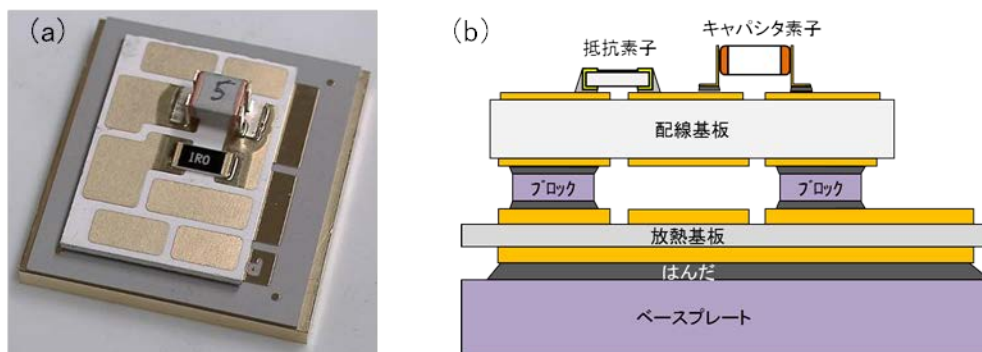 (a)
5
1R0
(b)
抵抗素子
キャパシタ素子
配線基板
ブロック
ブロック
放熱基板
はんだ
ベースプレート